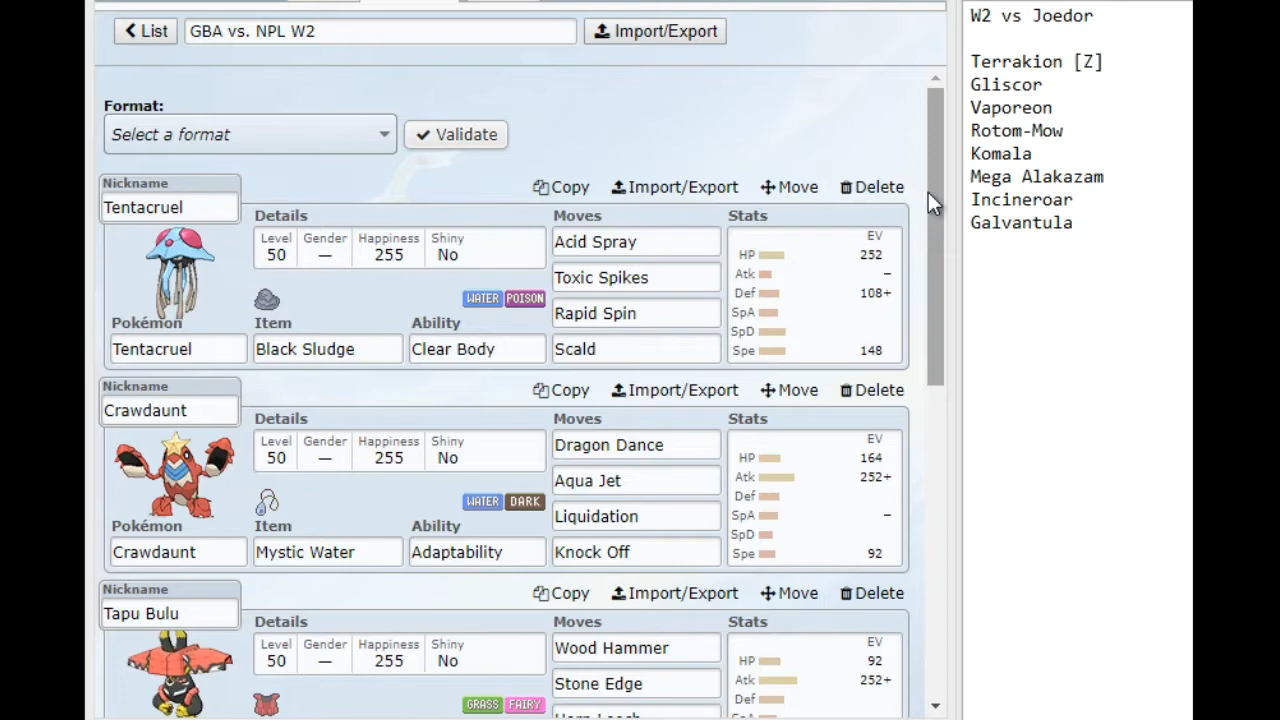 List
GBA vs. NPL W2
Import/Export
Format:
Select a format
Validate
Nickname
Tentacruel
Copy
Import/Export
Move
Delete
Details
Level
50
Gender
—
Happiness
255
Shiny
No
WATER
POISON
Pokémon
Tentacruel
Item
Black Sludge
Ability
Clear Body
Moves
Acid Spray
Toxic Spikes
Rapid Spin
Scald
Stats
EV
HP 252
Atk –
Def 108+
SpA
SpD
Spe 148
Nickname
Crawdaunt
Copy
Import/Export
Move
Delete
Details
Level
50
Gender
—
Happiness
255
Shiny
No
WATER
DARK
Pokémon
Crawdaunt
Item
Mystic Water
Ability
Adaptability
Moves
Dragon Dance
Aqua Jet
Liquidation
Knock Off
Stats
EV
HP 164
Atk 252+
Def
SpA –
SpD
Spe 92
Nickname
Tapu Bulu
Copy
Import/Export
Move
Delete
Details
Level
50
Gender
—
Happiness
255
Shiny
No
GRASS
FAIRY
Moves
Wood Hammer
Stone Edge
Horn Leech
Stats
EV
HP 92
Atk 252+
Def
SpA
W2 vs Joedor
Terrakion [Z]
Gliscor
Vaporeon
Rotom-Mow
Komala
Mega Alakazam
Incineroar
Galvantula